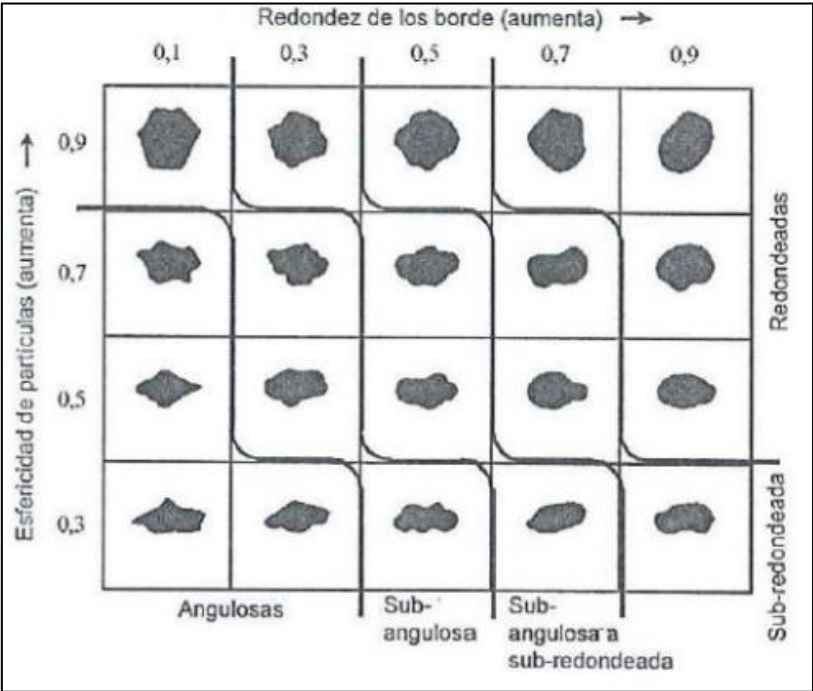 Redondez de los borde (aumenta)
0,1 0,3 0,5 0,7 0,9
Esfericidad de partículas (aumenta)
0,9
0,7
0,5
0,3
Redondeadas
Sub-redondeada
Angulosas
Sub-
angulosa
Sub-
angulosa a
sub-redondeada